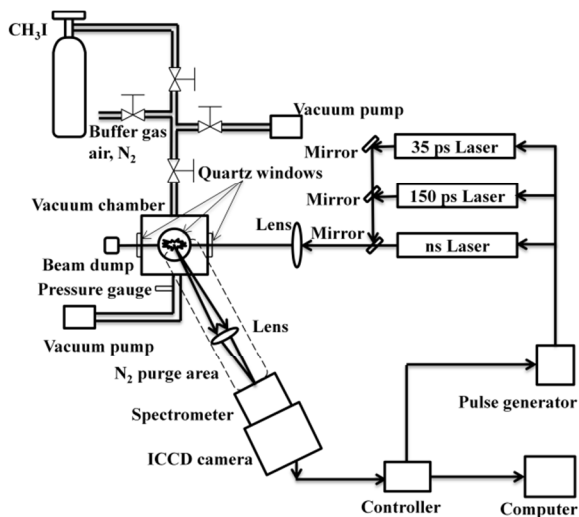 CH3I
Buffer gas
air, N2
Vacuum pump
Quartz windows
Vacuum chamber
Mirror
35 ps Laser
Mirror
150 ps Laser
Mirror
ns Laser
Lens
Beam dump
Pressure gauge
Vacuum pump
Lens
N2 purge area
Spectrometer
ICCD camera
Pulse generator
Controller
Computer